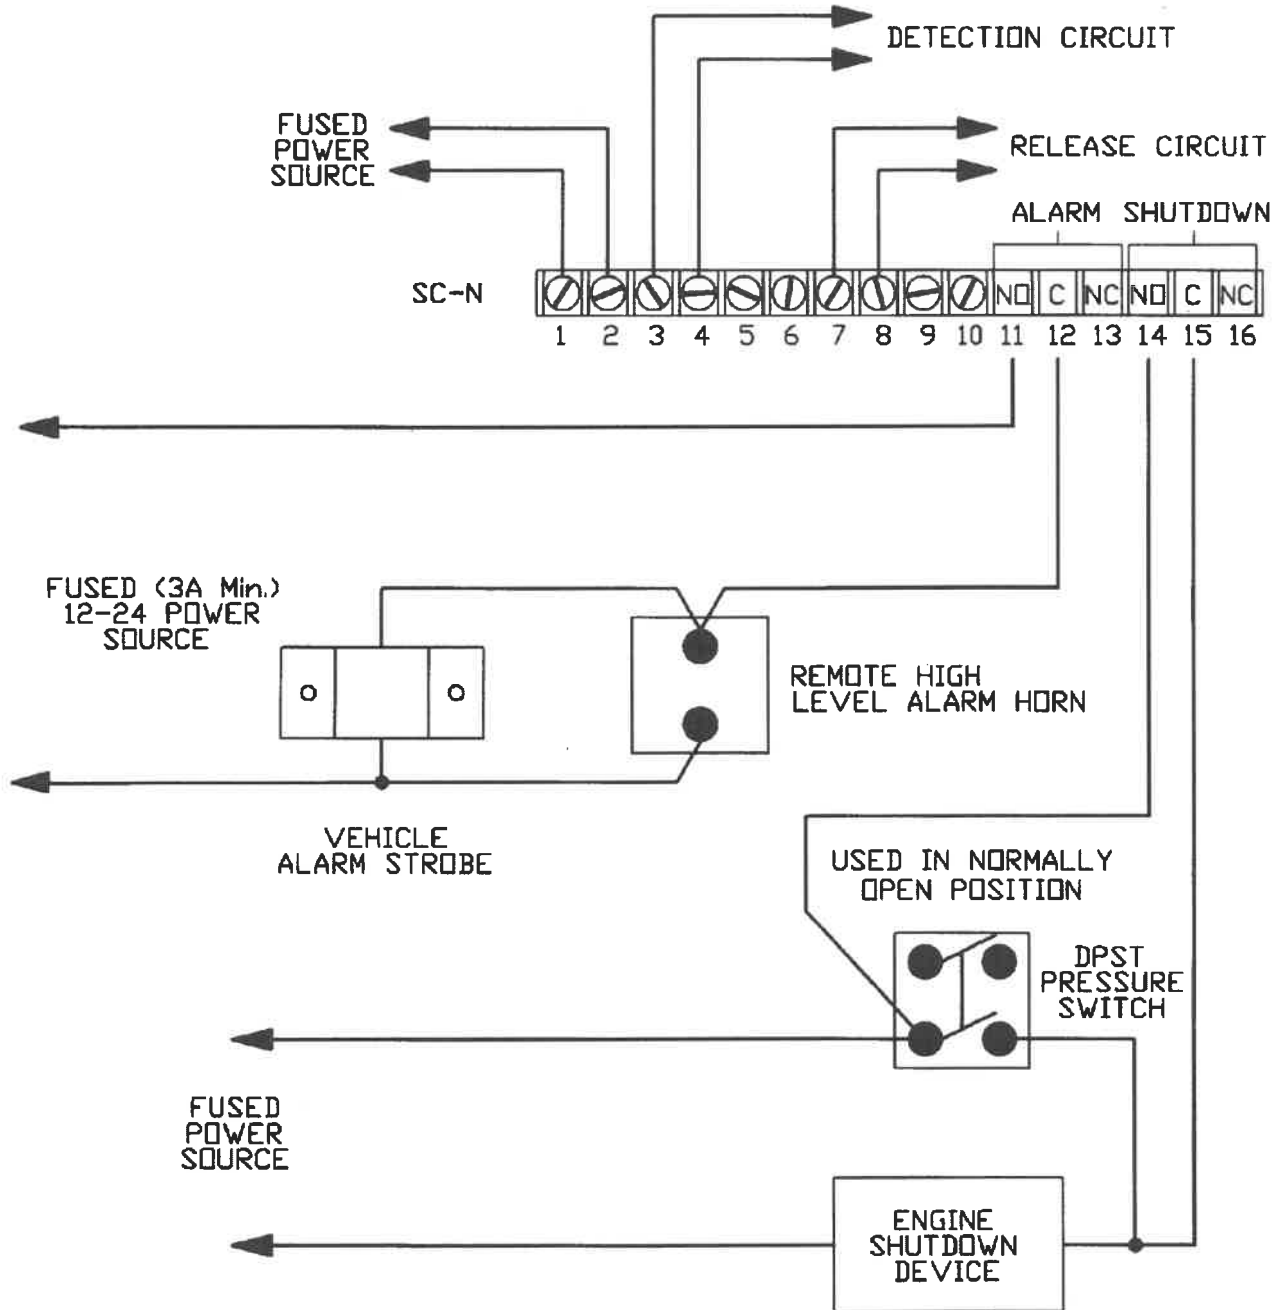 DETECTION CIRCUIT
FUSED
POWER
SOURCE
RELEASE CIRCUIT
ALARM SHUTDOWN
SC-N
NO C NC NO C NC
1 2 3 4 5 6 7 8 9 10 11 12 13 14 15 16
FUSED (3A Min.)
12-24 POWER
SOURCE
REMOTE HIGH
LEVEL ALARM HORN
VEHICLE
ALARM STROBE
USED IN NORMALLY
OPEN POSITION
DPST
PRESSURE
SWITCH
FUSED
POWER
SOURCE
ENGINE
SHUTDOWN
DEVICE